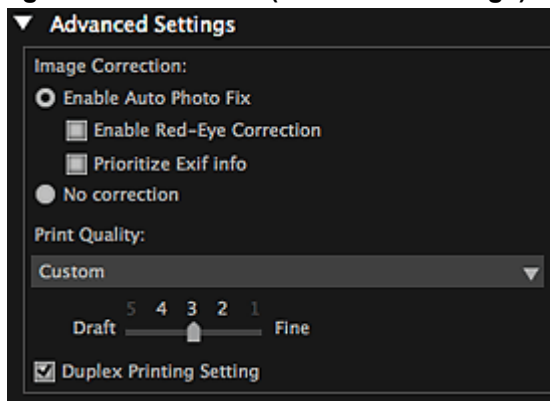 Advanced Settings
Image Correction:
Enable Auto Photo Fix
Enable Red-Eye Correction
Prioritize Exif info
No correction
Print Quality:
Custom
5 4 3 2 1
Draft Fine
Duplex Printing Setting